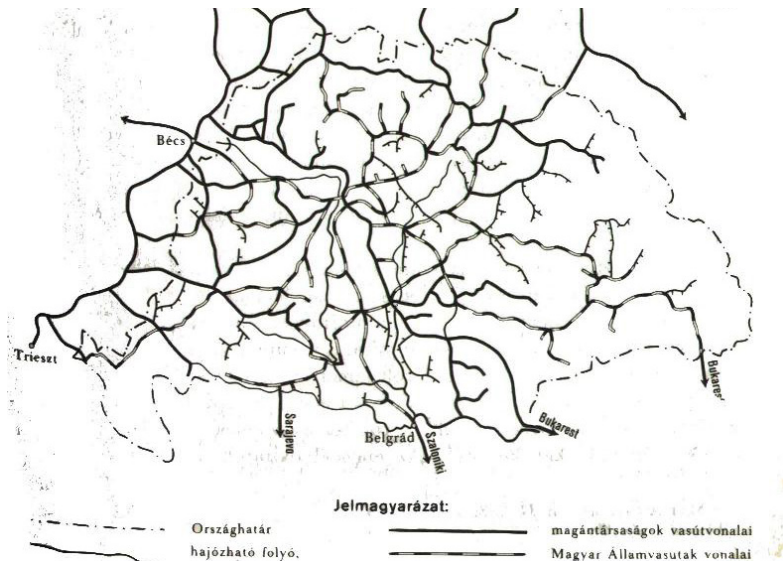 Bécs
Trieszt
Sarajevo
Belgrád
Szaloniki
Bukarest
Bukarest
Jelmagyarázat:
Országhatár
magántársaságok vasútvonalai
hajózható folyó,
Magyar Államvasutak vonalai